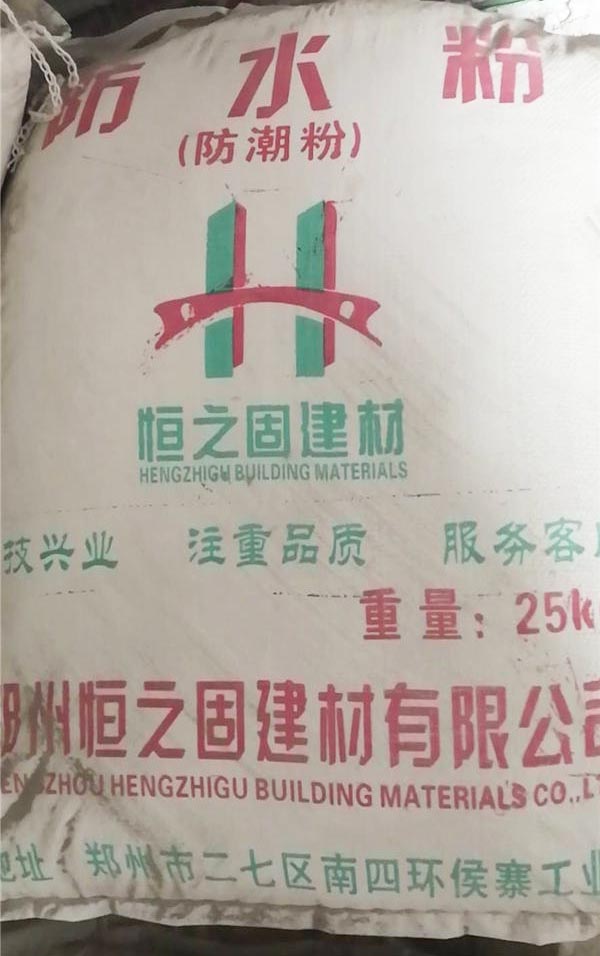 防水粉
(防潮粉)
恒之固建材
HENGZHIGU BUILDING MATERIALS
技兴业 注重品质 服务客
重量：25k
郑州恒之固建材有限公司
ENGZHOU HENGZHIGU BUILDING MATERIALS CO.,L
地址 郑州市二七区南四环侯寨工业